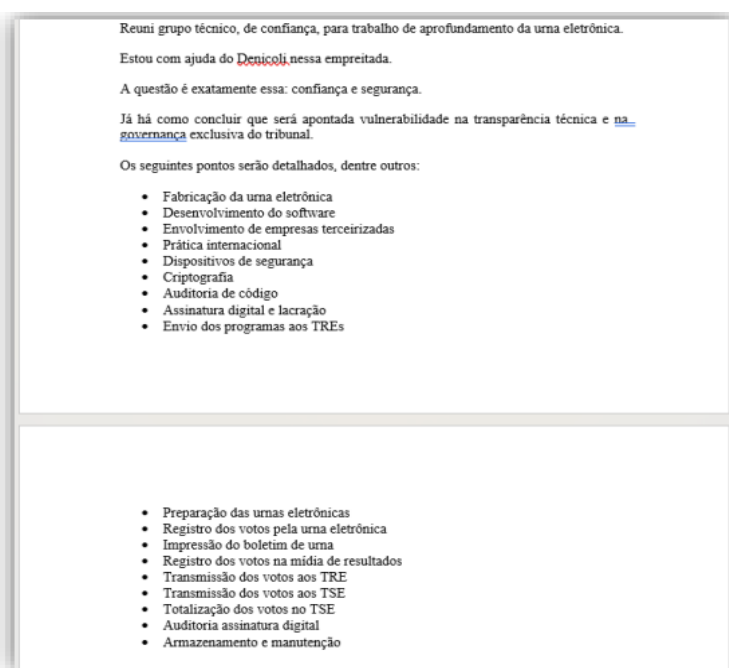 Reuni grupo técnico, de confiança, para trabalho de aprofundamento da urna eletrônica.
Estou com ajuda do Denicoli nessa empreitada.
A questão é exatamente essa: confiança e segurança.
Já há como concluir que será apontada vulnerabilidade na transparência técnica e na
governança exclusiva do tribunal.
Os seguintes pontos serão detalhados, dentre outros:
• Fabricação da urna eletrônica
• Desenvolvimento do software
• Envolvimento de empresas terceirizadas
• Prática internacional
• Dispositivos de segurança
• Criptografia
• Auditoria de código
• Assinatura digital e lacração
• Envio dos programas aos TREs
• Preparação das urnas eletrônicas
• Registro dos votos pela urna eletrônica
• Impressão do boletim de urna
• Registro dos votos na mídia de resultados
• Transmissão dos votos aos TRE
• Transmissão dos votos aos TSE
• Totalização dos votos no TSE
• Auditoria assinatura digital
• Armazenamento e manutenção